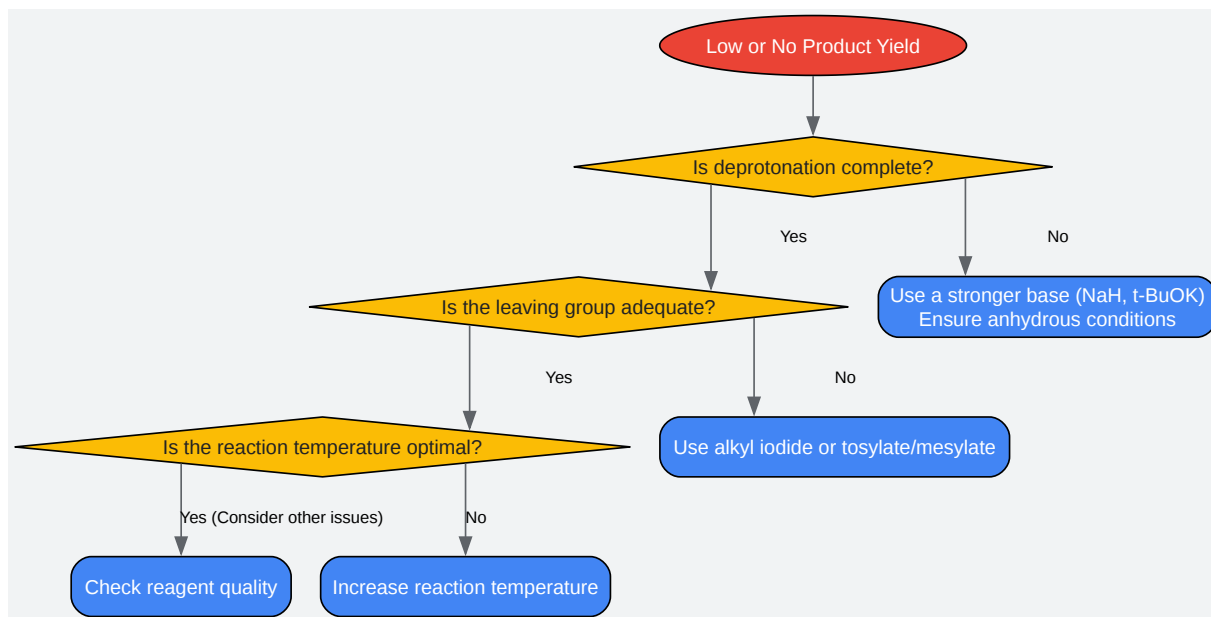 Low or No Product Yield
Is deprotonation complete?
Yes
No
Use a stronger base (NaH, t-BuOK)
Ensure anhydrous conditions
Is the leaving group adequate?
Yes
No
Use alkyl iodide or tosylate/mesylate
Is the reaction temperature optimal?
Yes (Consider other issues)
No
Check reagent quality
Increase reaction temperature